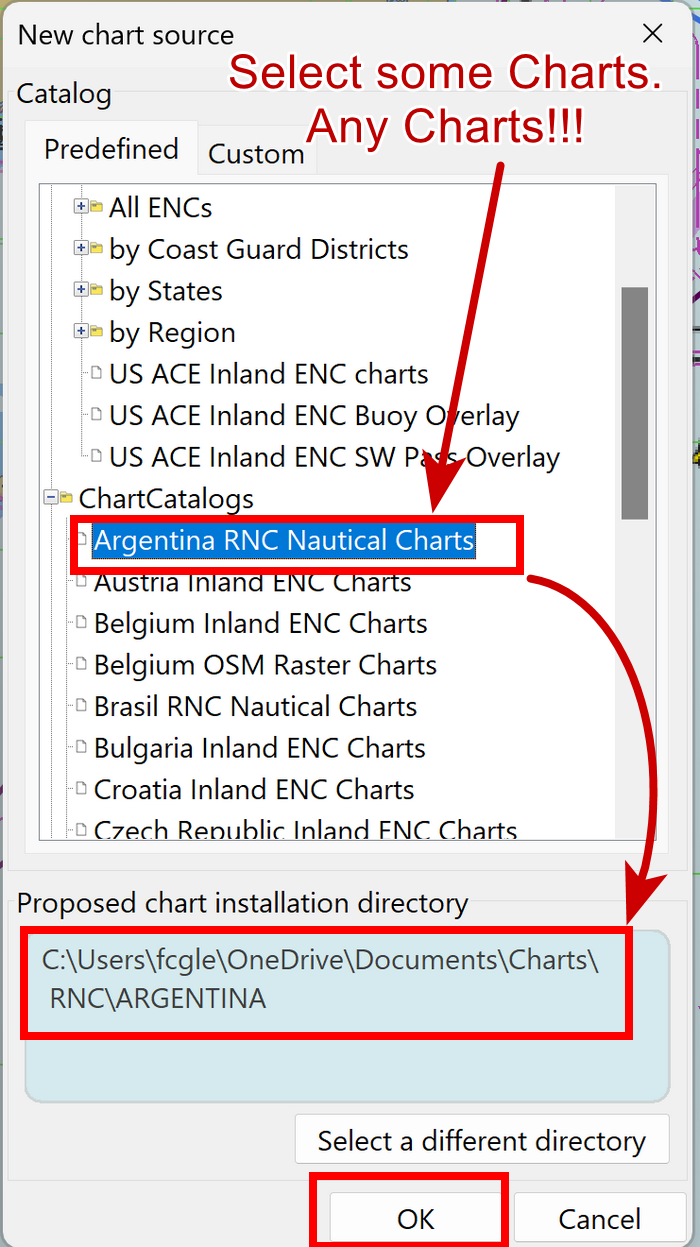 New chart source
Select some Charts.
Any Charts!!!
Catalog
Predefined
Custom
All ENCs
by Coast Guard Districts
by States
by Region
US ACE Inland ENC charts
US ACE Inland ENC Buoy Overlay
US ACE Inland ENC SW Pass Overlay
ChartCatalogs
Argentina RNC Nautical Charts
Austria Inland ENC Charts
Belgium Inland ENC Charts
Belgium OSM Raster Charts
Brasil RNC Nautical Charts
Bulgaria Inland ENC Charts
Croatia Inland ENC Charts
Czech Republic Inland ENC Charts
Proposed chart installation directory
C:\Users\fcgle\OneDrive\Documents\Charts\
RNC\ARGENTINA
Select a different directory
OK
Cancel